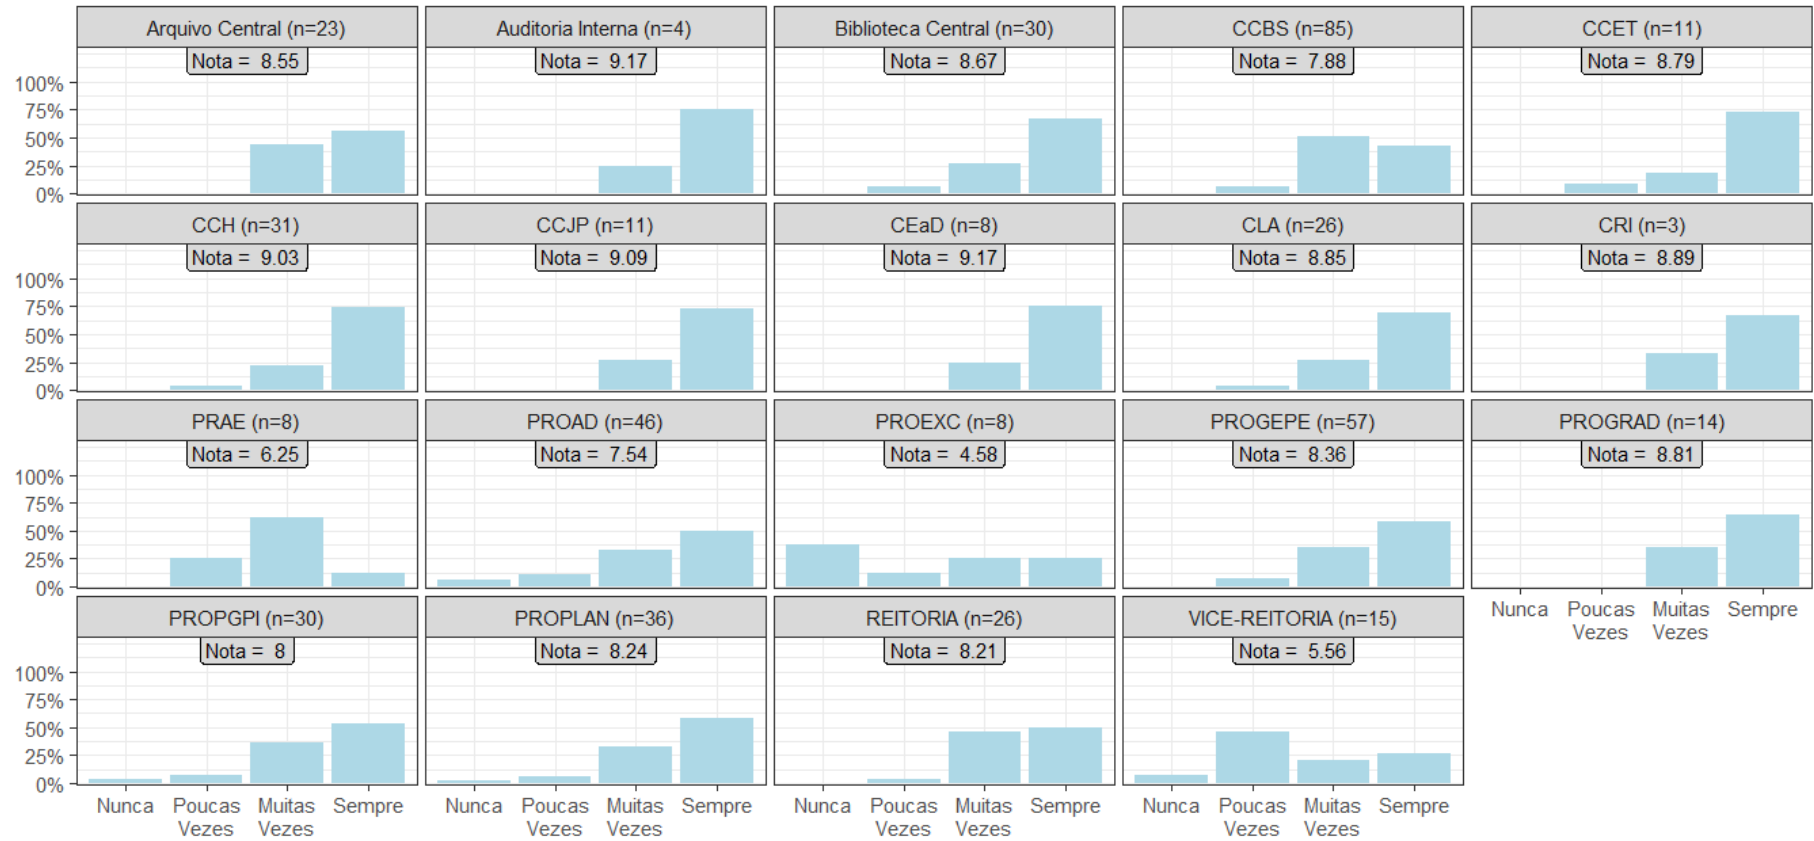 Arquivo Central (n=23)
Auditoria Interna (n=4)
Biblioteca Central (n=30)
CCBS (n=85)
CCET (n=11)
Nota = 8.55
Nota = 9.17
Nota = 8.67
Nota = 7.88
Nota = 8.79
100%
75%
50%
25%
0%
CCH (n=31)
CCJP (n=11)
CEaD (n=8)
CLA (n=26)
CRI (n=3)
Nota = 9.03
Nota = 9.09
Nota = 9.17
Nota = 8.85
Nota = 8.89
100%
75%
50%
25%
0%
PRAE (n=8)
PROAD (n=46)
PROEXC (n=8)
PROGEPE (n=57)
PROGRAD (n=14)
Nota = 6.25
Nota = 7.54
Nota = 4.58
Nota = 8.36
Nota = 8.81
100%
75%
50%
25%
0%
Nunca
Poucas
Vezes
Muitas
Vezes
Sempre
PROPGPI (n=30)
PROPLAN (n=36)
REITORIA (n=26)
VICE-REITORIA (n=15)
Nota = 8
Nota = 8.24
Nota = 8.21
Nota = 5.56
100%
75%
50%
25%
0%
Nunca
Poucas
Vezes
Muitas
Vezes
Sempre
Nunca
Poucas
Vezes
Muitas
Vezes
Sempre
Nunca
Poucas
Vezes
Muitas
Vezes
Sempre
Nunca
Poucas
Vezes
Muitas
Vezes
Sempre